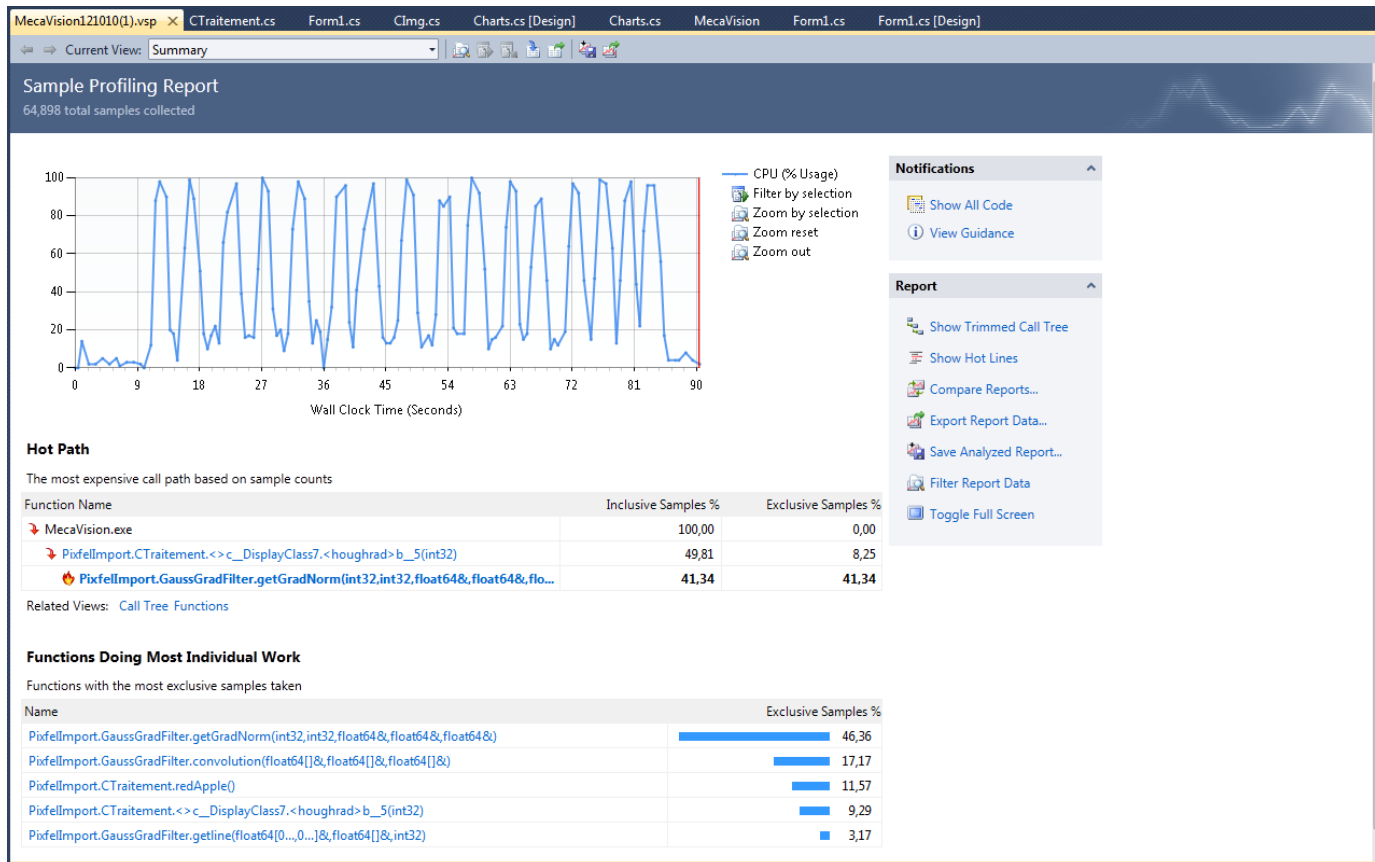 MecaVision121010(1).vsp CTraitement.cs Form1.cs CImg.cs Charts.cs [Design] Charts.cs MecaVision Form1.cs Form1.cs [Design]
Current View: Summary
Sample Profiling Report
64,898 total samples collected
100
80
60
40
20
0
0 9 18 27 36 45 54 63 72 81 90
Wall Clock Time (Seconds)
CPU (% Usage)
Filter by selection
Zoom by selection
Zoom reset
Zoom out
Notifications
Show All Code
View Guidance
Report
Show Trimmed Call Tree
Show Hot Lines
Compare Reports...
Export Report Data...
Save Analyzed Report...
Filter Report Data
Toggle Full Screen
Hot Path
The most expensive call path based on sample counts
Function Name Inclusive Samples % Exclusive Samples %
MecaVision.exe 100,00 0,00
PixfelImport.CTraitement.<>c__DisplayClass7.<houghrad>b__5(int32) 49,81 8,25
PixfelImport.GaussGradFilter.getGradNorm(int32,int32,float64&,float64&,flo... 41,34 41,34
Related Views: Call Tree Functions
Functions Doing Most Individual Work
Functions with the most exclusive samples taken
Name Exclusive Samples %
PixfelImport.GaussGradFilter.getGradNorm(int32,int32,float64&,float64&,float64&) 46,36
PixfelImport.GaussGradFilter.convolution(float64[]&,float64[]&,float64[]&) 17,17
PixfelImport.CTraitement.redApple() 11,57
PixfelImport.CTraitement.<>c__DisplayClass7.<houghrad>b__5(int32) 9,29
PixfelImport.GaussGradFilter.getline(float64[0...,0...]&,float64[]&,int32) 3,17